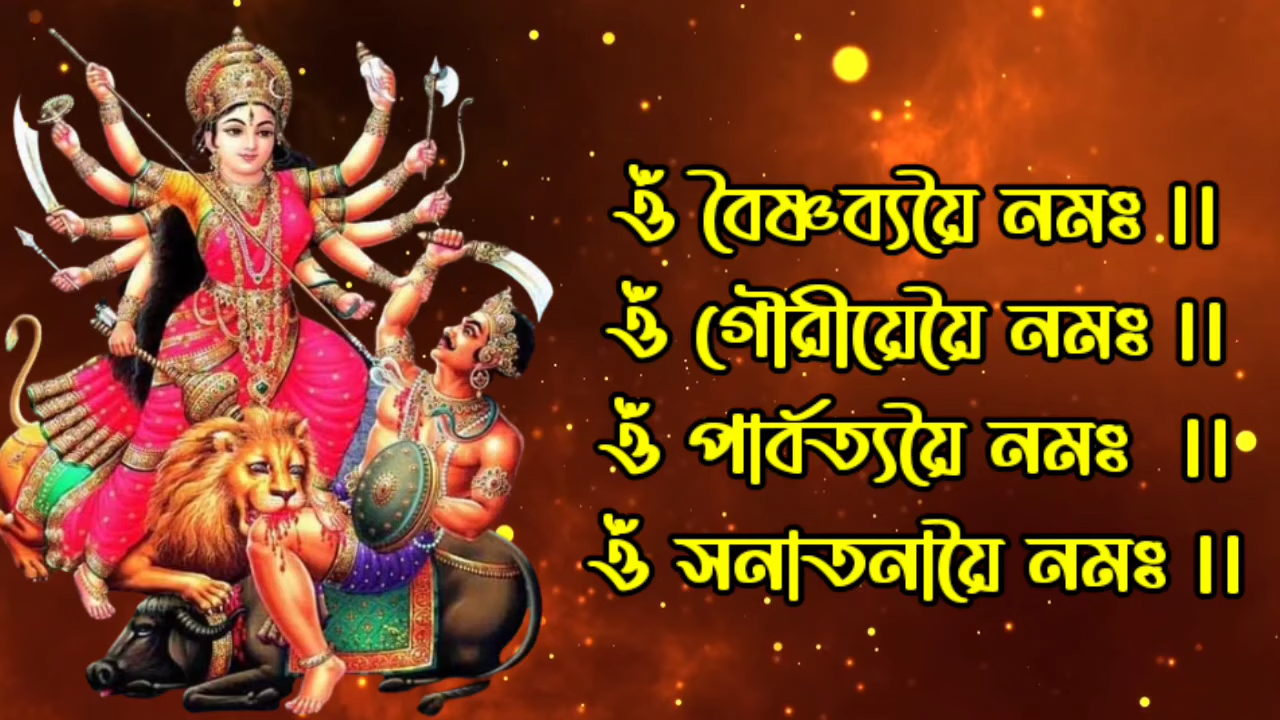 ওঁ বৈষ্ণব্যয়ৈ নমঃ ।।
ওঁ গৌরীয়েয়ৈ নমঃ ।।
ওঁ পার্বত্যয়ৈ নমঃ ।।
ওঁ সনাতনায়ৈ নমঃ ।।